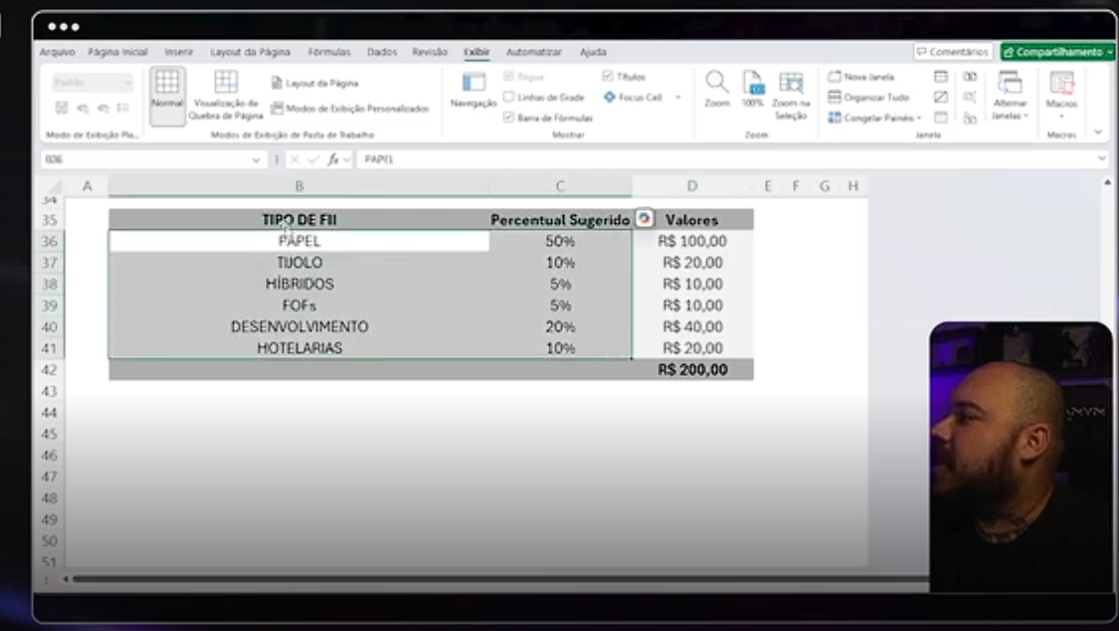 Arquivo Página Inicial Inserir Layout da Página Fórmulas Dados Revisão Exibir Automatizar Ajuda Comentários Compartilhamento
Padrão Normal Visualização da Quebra de Página Layout da Página Modos de Exibição Personalizados Navegação Régua Títulos Linhas de Grade Focus Cell Barra de Fórmulas Zoom 100% Zoom na Seleção Nova Janela Organizar Tudo Congelar Painéis Alternar Janelas Macros
Modo de Exibição Pla... Modos de Exibição de Pasta de Trabalho Mostrar Zoom Janela Macros
B36 fx PAPEL
A B C D E F G H
34
35 TIPO DE FII Percentual Sugerido Valores
36 PAPEL 50% R$ 100,00
37 TIJOLO 10% R$ 20,00
38 HÍBRIDOS 5% R$ 10,00
39 FOFs 5% R$ 10,00
40 DESENVOLVIMENTO 20% R$ 40,00
41 HOTELARIAS 10% R$ 20,00
42 R$ 200,00
43
44
45
46
47
48
49
50
51